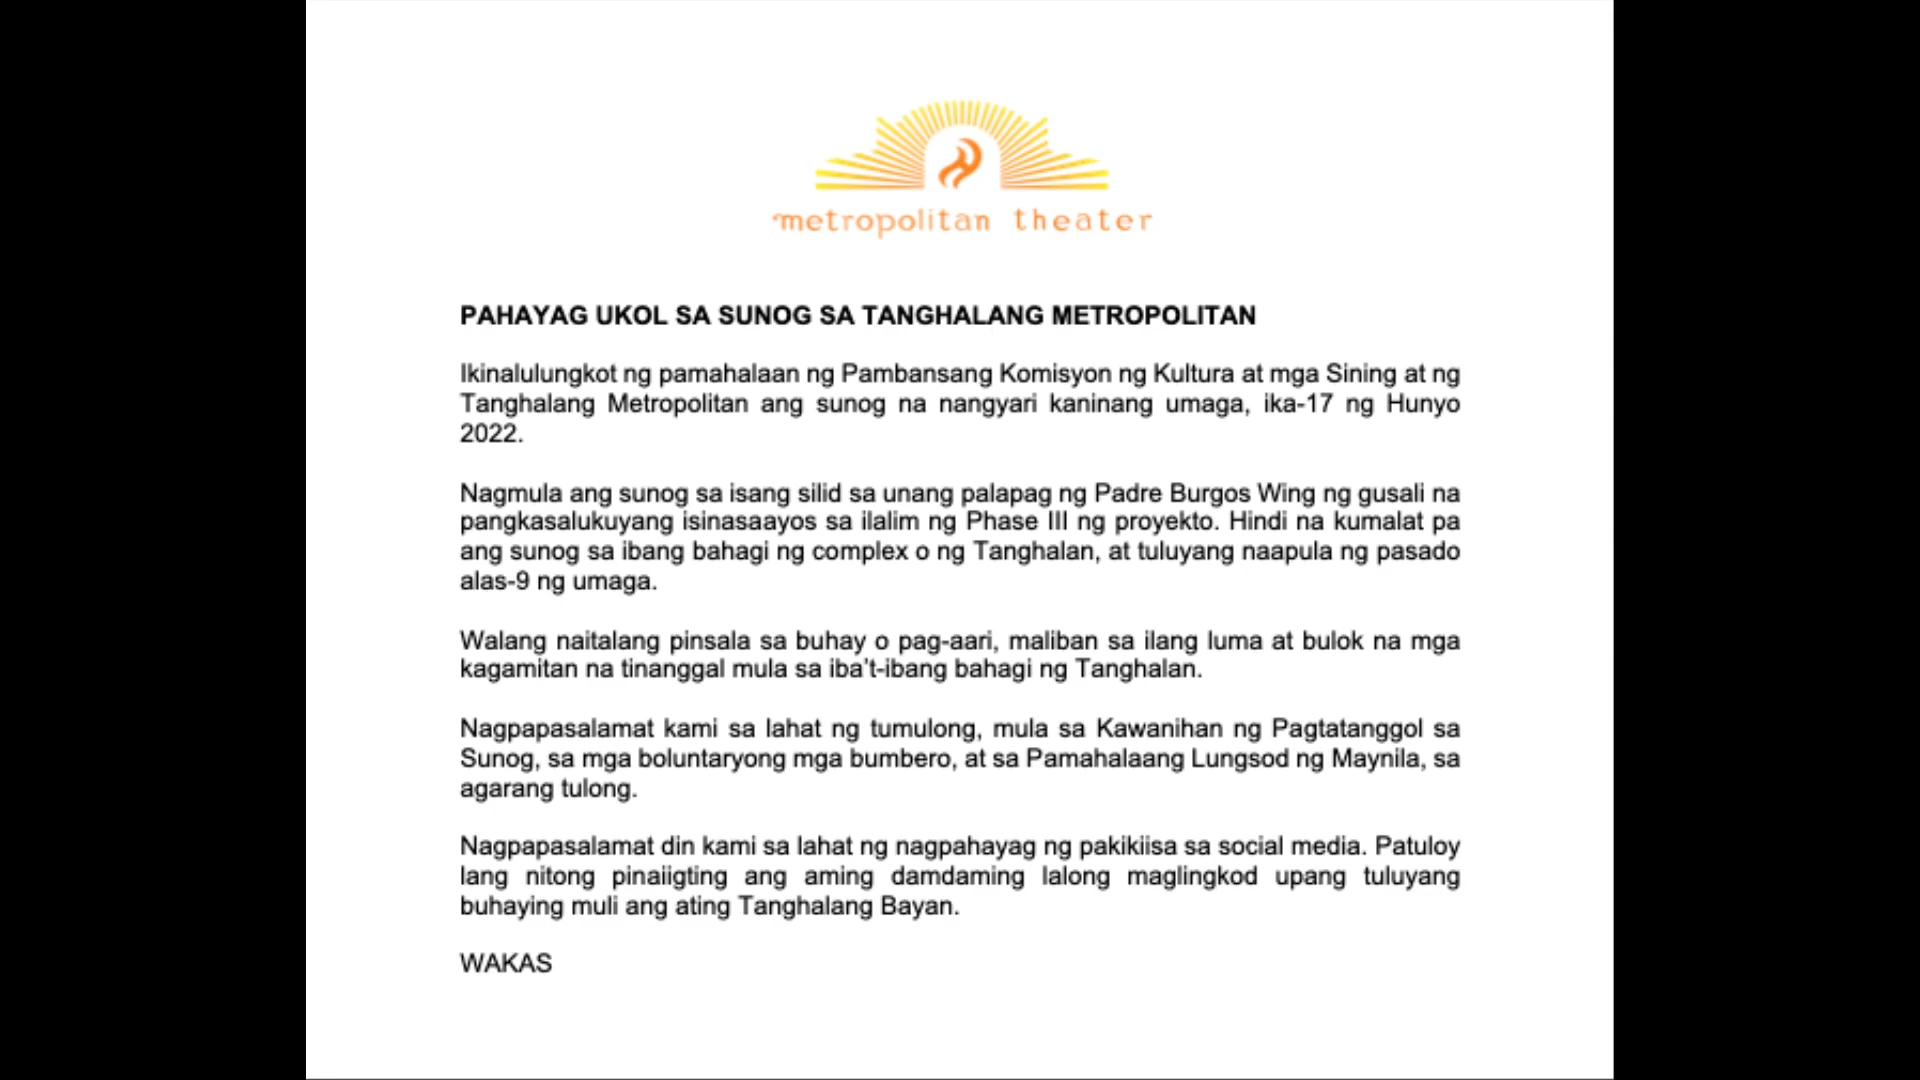 metropolitan theater
PAHAYAG UKOL SA SUNOG SA TANGHALANG METROPOLITAN
Ikinalulungkot ng pamahalaan ng Pambansang Komisyon ng Kultura at mga Sining at ng
Tanghalang Metropolitan ang sunog na nangyari kaninang umaga, ika-17 ng Hunyo
2022.
Nagmula ang sunog sa isang silid sa unang palapag ng Padre Burgos Wing ng gusali na
pangkasalukuyang isinasaayos sa ilalim ng Phase III ng proyekto. Hindi na kumalat pa
ang sunog sa ibang bahagi ng complex o ng Tanghalan, at tuluyang naapula ng pasado
alas-9 ng umaga.
Walang naitalang pinsala sa buhay o pag-aari, maliban sa ilang luma at bulok na mga
kagamitan na tinanggal mula sa iba't-ibang bahagi ng Tanghalan.
Nagpapasalamat kami sa lahat ng tumulong, mula sa Kawanihan ng Pagtatanggol sa
Sunog, sa mga boluntaryong mga bumbero, at sa Pamahalaang Lungsod ng Maynila, sa
agarang tulong.
Nagpapasalamat din kami sa lahat ng nagpahayag ng pakikiisa sa social media. Patuloy
lang nitong pinaiigting ang aming damdaming lalong maglingkod upang tuluyang
buhaying muli ang ating Tanghalang Bayan.
WAKAS